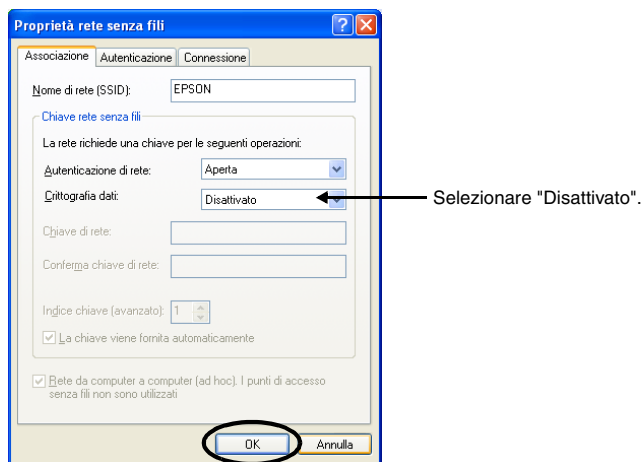 Proprietà rete senza fili
Associazione Autenticazione Connessione
Nome di rete (SSID): EPSON
Chiave rete senza fili
La rete richiede una chiave per le seguenti operazioni:
Autenticazione di rete: Aperta
Crittografia dati: Disattivato
Selezionare "Disattivato".
Chiave di rete:
Conferma chiave di rete:
Indice chiave (avanzato): 1
La chiave viene fornita automaticamente
Rete da computer a computer (ad hoc). I punti di accesso
senza fili non sono utilizzati
OK Annulla